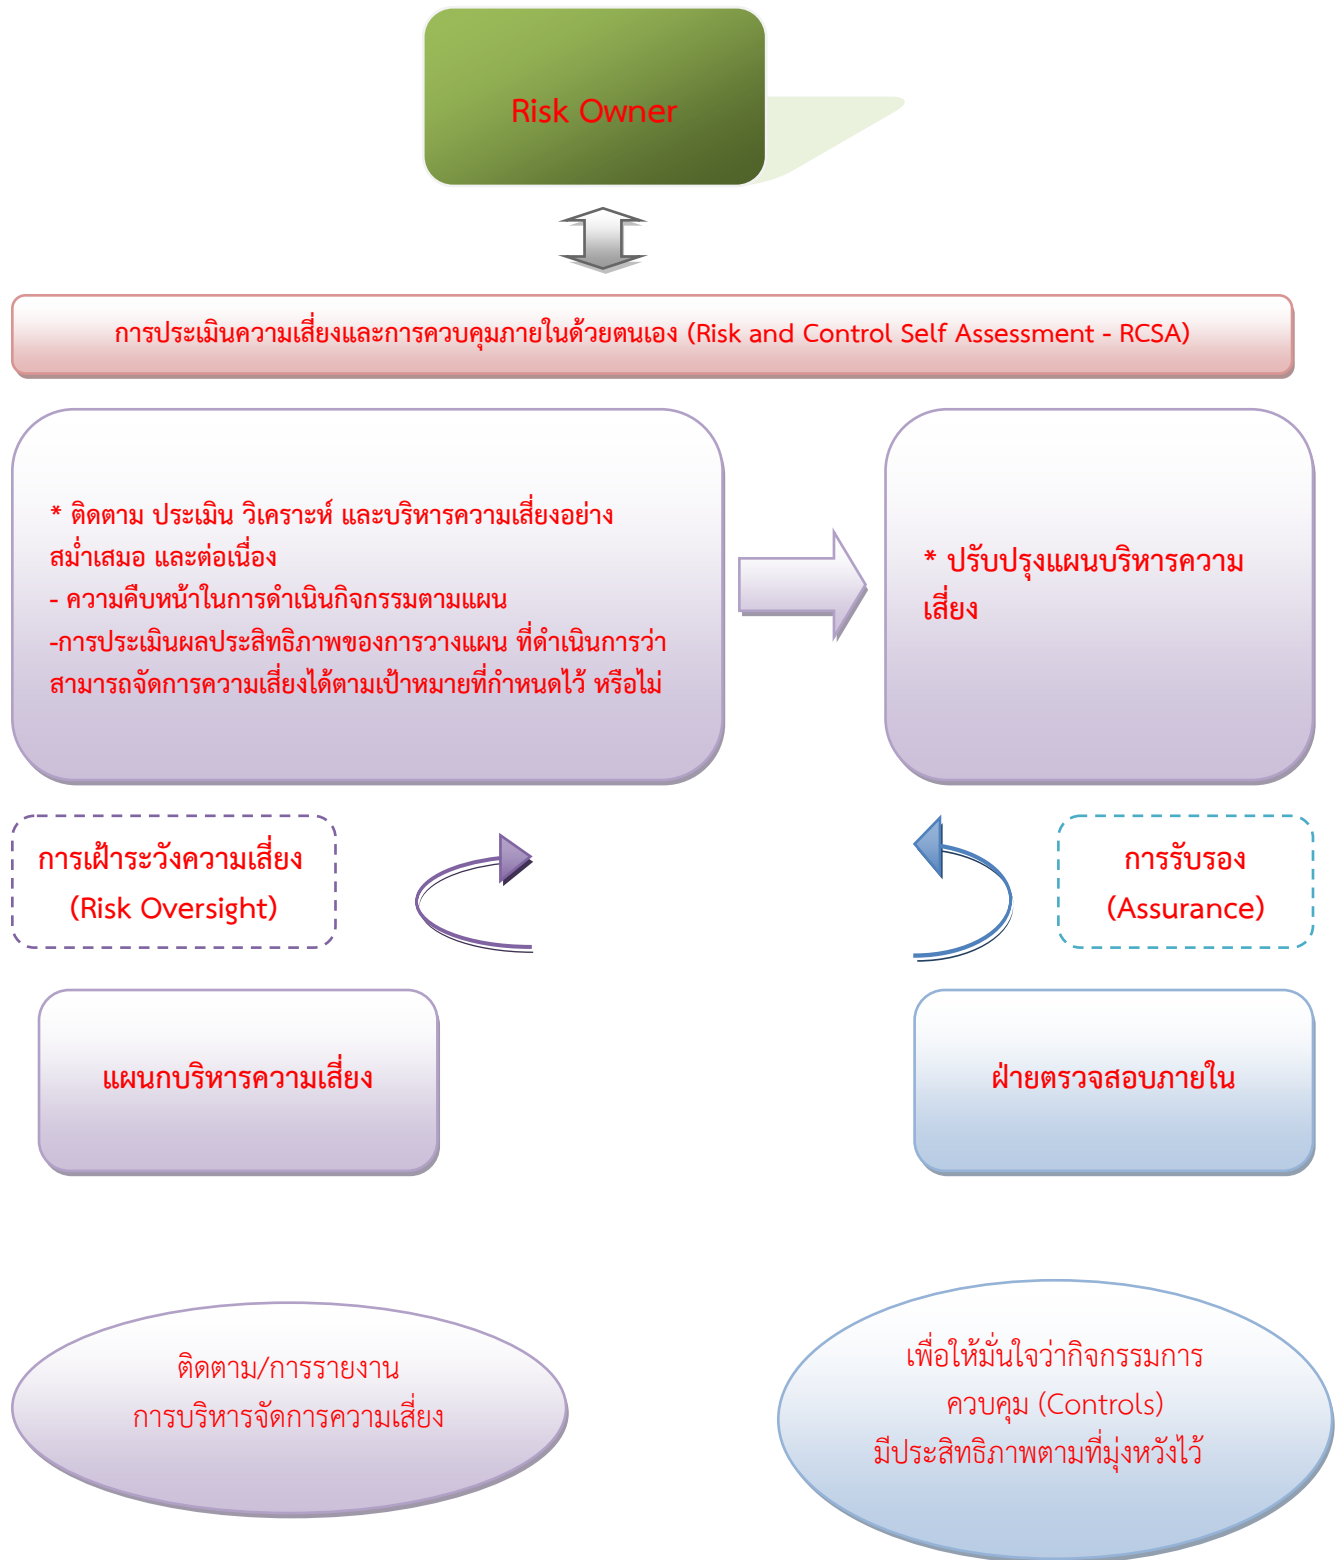 Risk Owner
การประเมินความเสี่ยงและการควบคุมภายในด้วยตนเอง (Risk and Control Self Assessment - RCSA)
* ติดตาม ประเมิน วิเคราะห์ และบริหารความเสี่ยงอย่าง
สม่ำเสมอ และต่อเนื่อง
- ความคืบหน้าในการดำเนินกิจกรรมตามแผน
-การประเมินผลประสิทธิภาพของการวางแผน ที่ดำเนินการว่า
สามารถจัดการความเสี่ยงได้ตามเป้าหมายที่กำหนดไว้ หรือไม่
* ปรับปรุงแผนบริหารความ
เสี่ยง
การเฝ้าระวังความเสี่ยง
(Risk Oversight)
การรับรอง
(Assurance)
แผนกบริหารความเสี่ยง
ฝ่ายตรวจสอบภายใน
ติดตาม/การรายงาน
การบริหารจัดการความเสี่ยง
เพื่อให้มั่นใจว่ากิจกรรมการ
ควบคุม (Controls)
มีประสิทธิภาพตามที่มุ่งหวังไว้